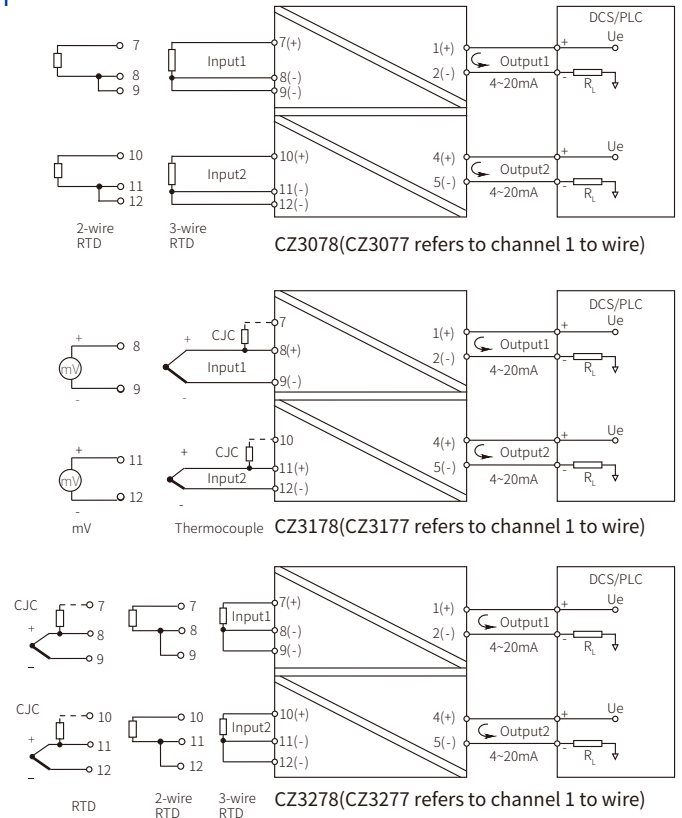 DCS/PLC
7
7(+)
1(+)
+
Ue
Input1
Output1
8
8(-)
2(-)
-
9
9(-)
4~20mA
RL
10
10(+)
4(+)
+
Ue
Input2
Output2
11
11(-)
5(-)
-
12
12(-)
4~20mA
RL
2-wire
RTD
3-wire
RTD
CZ3078(CZ3077 refers to channel 1 to wire)
DCS/PLC
7
+
+
CJC
1(+)
+
Ue
8
8(+)
Output1
mV
Input1
2(-)
-
9
9(-)
4~20mA
RL
-
-
10
+
+
CJC
4(+)
+
Ue
11
11(+)
Output2
mV
Input2
5(-)
-
12
12(-)
4~20mA
RL
-
-
mV
Thermocouple
CZ3178(CZ3177 refers to channel 1 to wire)
DCS/PLC
CJC
7
7
7(+)
1(+)
+
Ue
+
Input1
Output1
8
8
8(-)
2(-)
-
9
9
9(-)
4~20mA
RL
–
CJC
10
10
10(+)
4(+)
+
Ue
+
Input2
Output2
11
11
11(-)
5(-)
-
12
12
12(-)
4~20mA
RL
–
RTD
2-wire
RTD
3-wire
RTD
CZ3278(CZ3277 refers to channel 1 to wire)